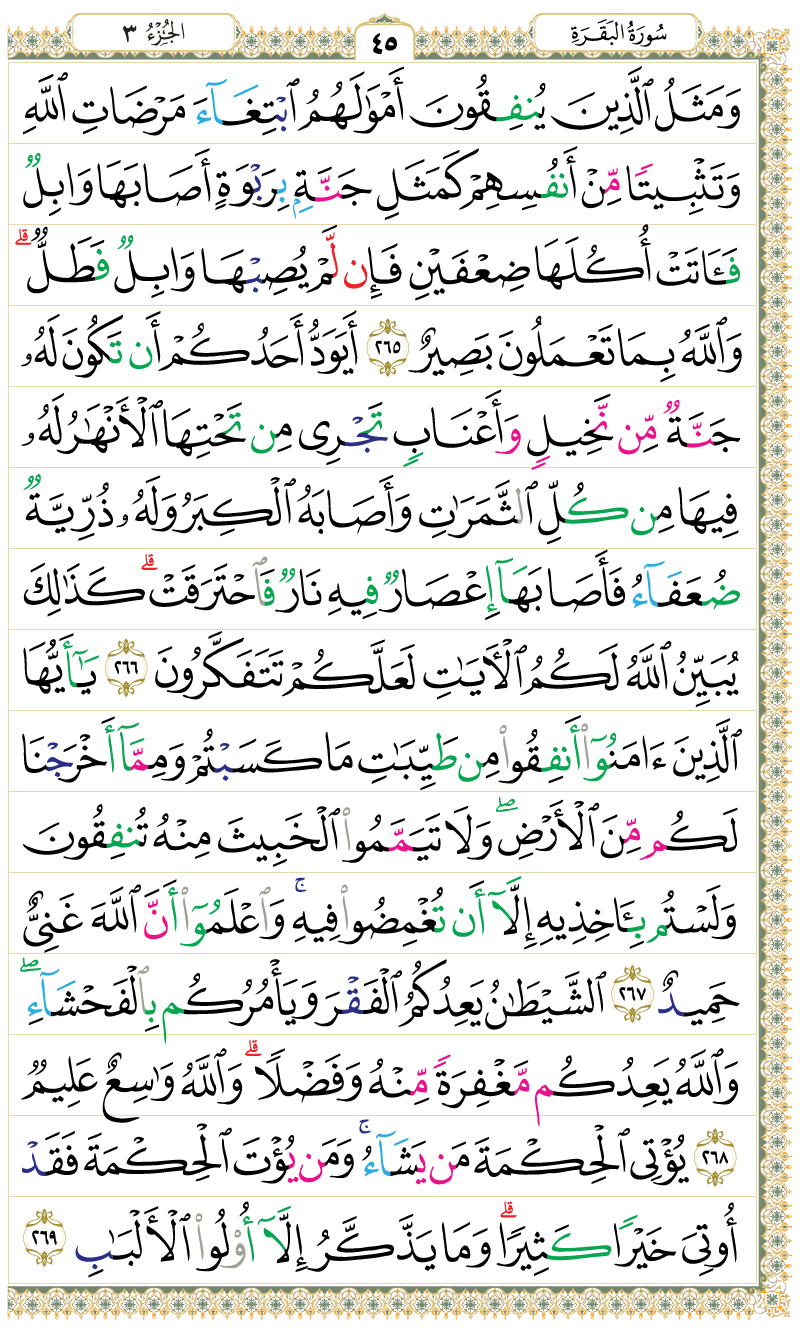 سُورَةُ البَقَرَةِ
٤٥
الجُزْءُ ٣
وَمَثَلُ ٱلَّذِينَ يُنفِقُونَ أَمْوَٰلَهُمُ ٱبْتِغَآءَ مَرْضَاتِ ٱللَّهِ
وَتَثْبِيتًا مِّنْ أَنفُسِهِمْ كَمَثَلِ جَنَّةٍۭ بِرَبْوَةٍ أَصَابَهَا وَابِلٌ
فَـَٔاتَتْ أُكُلَهَا ضِعْفَيْنِ فَإِن لَّمْ يُصِبْهَا وَابِلٌ فَطَلٌّ ۗ
وَٱللَّهُ بِمَا تَعْمَلُونَ بَصِيرٌ ٢٦٥ أَيَوَدُّ أَحَدُكُمْ أَن تَكُونَ لَهُۥ
جَنَّةٌ مِّن نَّخِيلٍ وَأَعْنَابٍ تَجْرِى مِن تَحْتِهَا ٱلْأَنْهَٰرُ لَهُۥ
فِيهَا مِن كُلِّ ٱلثَّمَرَٰتِ وَأَصَابَهُ ٱلْكِبَرُ وَلَهُۥ ذُرِّيَّةٌ
ضُعَفَآءُ فَأَصَابَهَآ إِعْصَارٌ فِيهِ نَارٌ فَٱحْتَرَقَتْ ۗ كَذَٰلِكَ
يُبَيِّنُ ٱللَّهُ لَكُمُ ٱلْأَيَٰتِ لَعَلَّكُمْ تَتَفَكَّرُونَ ٢٦٦ يَٰٓأَيُّهَا
ٱلَّذِينَ ءَامَنُوٓا۟ أَنفِقُوا۟ مِن طَيِّبَٰتِ مَا كَسَبْتُمْ وَمِمَّآ أَخْرَجْنَا
لَكُم مِّنَ ٱلْأَرْضِ ۖ وَلَا تَيَمَّمُوا۟ ٱلْخَبِيثَ مِنْهُ تُنفِقُونَ
وَلَسْتُم بِـَٔاخِذِيهِ إِلَّآ أَن تُغْمِضُوا۟ فِيهِ ۚ وَٱعْلَمُوٓا۟ أَنَّ ٱللَّهَ غَنِىٌّ
حَمِيدٌ ٢٦٧ ٱلشَّيْطَٰنُ يَعِدُكُمُ ٱلْفَقْرَ وَيَأْمُرُكُم بِٱلْفَحْشَآءِ ۖ
وَٱللَّهُ يَعِدُكُم مَّغْفِرَةً مِّنْهُ وَفَضْلًا ۗ وَٱللَّهُ وَٰسِعٌ عَلِيمٌ
٢٦٨ يُؤْتِى ٱلْحِكْمَةَ مَن يَشَآءُ ۚ وَمَن يُؤْتَ ٱلْحِكْمَةَ فَقَدْ
أُوتِىَ خَيْرًا كَثِيرًا ۗ وَمَا يَذَّكَّرُ إِلَّآ أُو۟لُوا۟ ٱلْأَلْبَٰبِ ٢٦٩